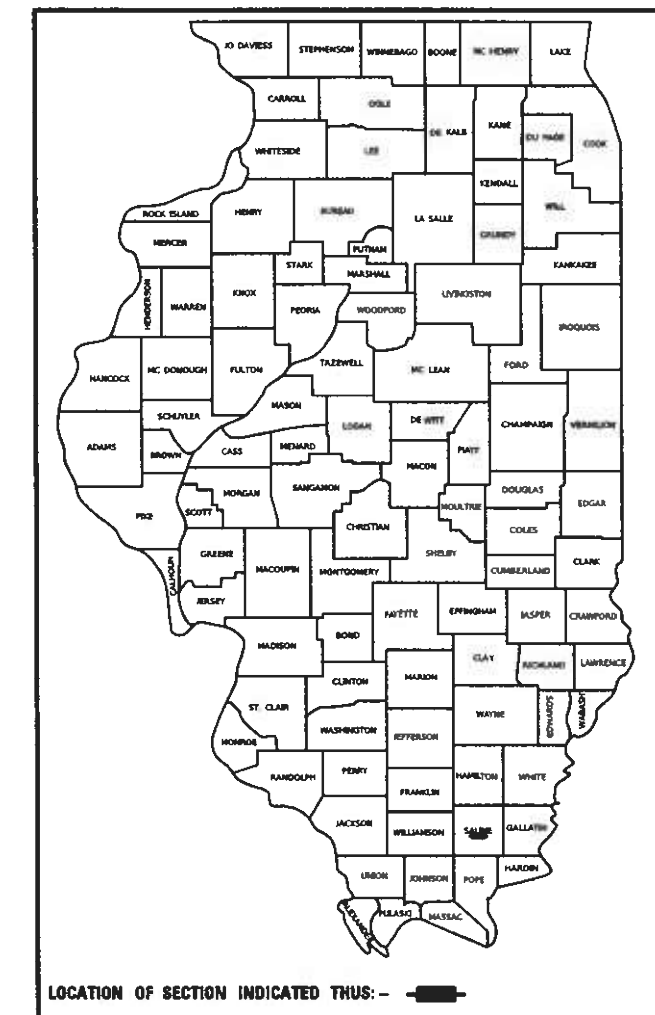 JO DAVIESS STEPHENSON WINNEBAGO BOONE MC HENRY LAKE
CARROLL OGLE DE KALB KANE DU PAGE COOK
WHITESIDE LEE
KENDALL
ROCK ISLAND HENRY BUREAU LA SALLE GRUNDY WILL
MERCER PUTNAM
STARK MARSHALL KANKAKEE
HENDERSON WARREN KNOX PEORIA WOODFORD LIVINGSTON IROQUOIS
HANCOCK MC DONOUGH FULTON TAZEWELL MC LEAN FORD
MASON
SCHUYLER LOGAN DE WITT CHAMPAIGN VERMILION
ADAMS BROWN CASS MENARD MACON PIATT
PIKE SCOTT MORGAN SANGAMON DOUGLAS EDGAR
MOULTRIE
CHRISTIAN COLES
CALHOUN GREENE MACOUPIN MONTGOMERY SHELBY CUMBERLAND CLARK
JERSEY
FAYETTE EFFINGHAM JASPER CRAWFORD
MADISON BOND
CLAY RICHLAND LAWRENCE
CLINTON MARION
ST. CLAIR WAYNE EDWARDS WABASH
WASHINGTON JEFFERSON
MONROE
RANDOLPH PERRY HAMILTON WHITE
FRANKLIN
JACKSON WILLIAMSON SALINE GALLATIN
UNION JOHNSON POPE HARDIN
ALEXANDER PULASKI MASSAC
LOCATION OF SECTION INDICATED THUS: -